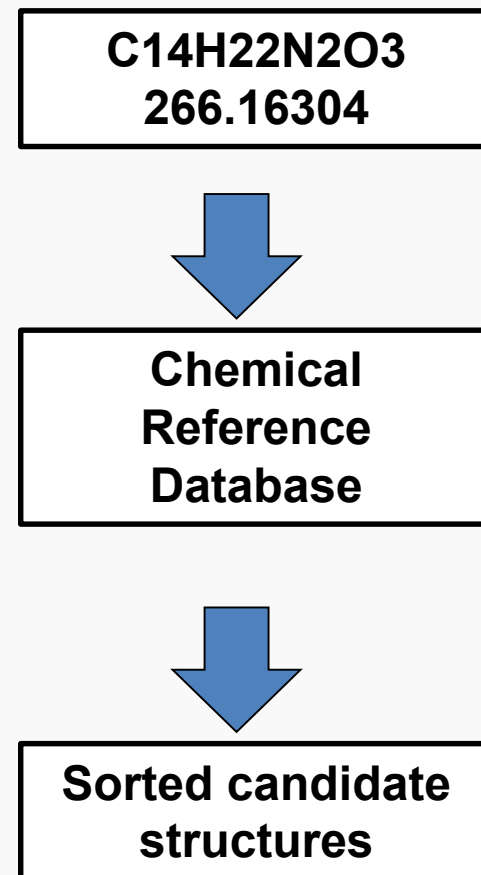 C14H22N2O3
266.16304
Chemical
Reference
Database
Sorted candidate
structures